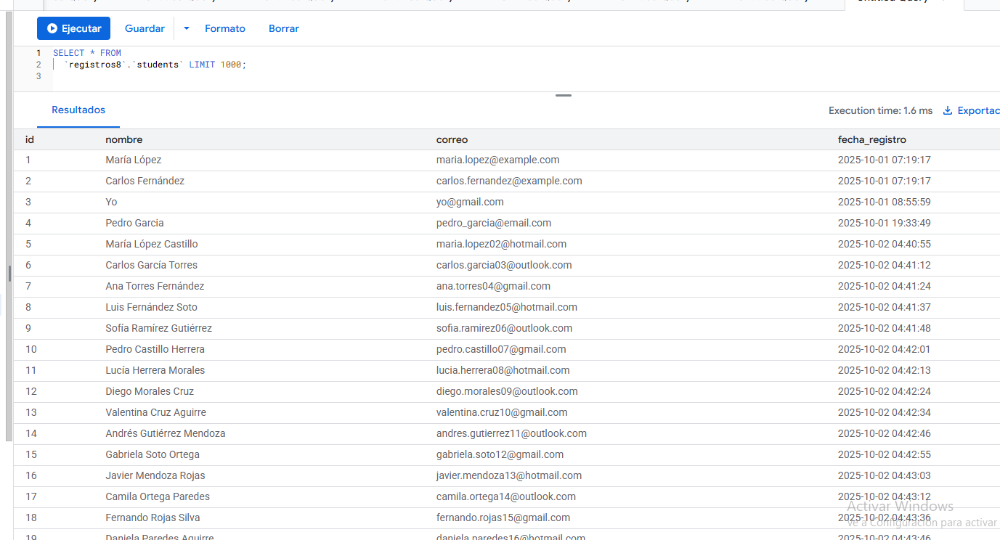 Ejecutar Guardar Formato Borrar
1 SELECT * FROM
2 `registros8`.`students` LIMIT 1000;
3
Resultados Execution time: 1.6 ms Exportac
id nombre correo fecha_registro
1 María López maria.lopez@example.com 2025-10-01 07:19:17
2 Carlos Fernández carlos.fernandez@example.com 2025-10-01 07:19:17
3 Yo yo@gmail.com 2025-10-01 08:55:59
4 Pedro Garcia pedro_garcia@email.com 2025-10-01 19:33:49
5 María López Castillo maria.lopez02@hotmail.com 2025-10-02 04:40:55
6 Carlos García Torres carlos.garcia03@outlook.com 2025-10-02 04:41:12
7 Ana Torres Fernández ana.torres04@gmail.com 2025-10-02 04:41:24
8 Luis Fernández Soto luis.fernandez05@hotmail.com 2025-10-02 04:41:37
9 Sofía Ramírez Gutiérrez sofia.ramirez06@outlook.com 2025-10-02 04:41:48
10 Pedro Castillo Herrera pedro.castillo07@gmail.com 2025-10-02 04:42:01
11 Lucía Herrera Morales lucia.herrera08@hotmail.com 2025-10-02 04:42:13
12 Diego Morales Cruz diego.morales09@outlook.com 2025-10-02 04:42:24
13 Valentina Cruz Aguirre valentina.cruz10@gmail.com 2025-10-02 04:42:34
14 Andrés Gutiérrez Mendoza andres.gutierrez11@outlook.com 2025-10-02 04:42:46
15 Gabriela Soto Ortega gabriela.soto12@gmail.com 2025-10-02 04:42:55
16 Javier Mendoza Rojas javier.mendoza13@hotmail.com 2025-10-02 04:43:03
17 Camila Ortega Paredes camila.ortega14@outlook.com 2025-10-02 04:43:12
Activar Windows
18 Fernando Rojas Silva fernando.rojas15@gmail.com 2025-10-02 04:43:36
Ve a Configuración para activar
19 Daniela Paredes Aguirre daniela.paredes16@hotmail.com 2025-10-02 04:43:46